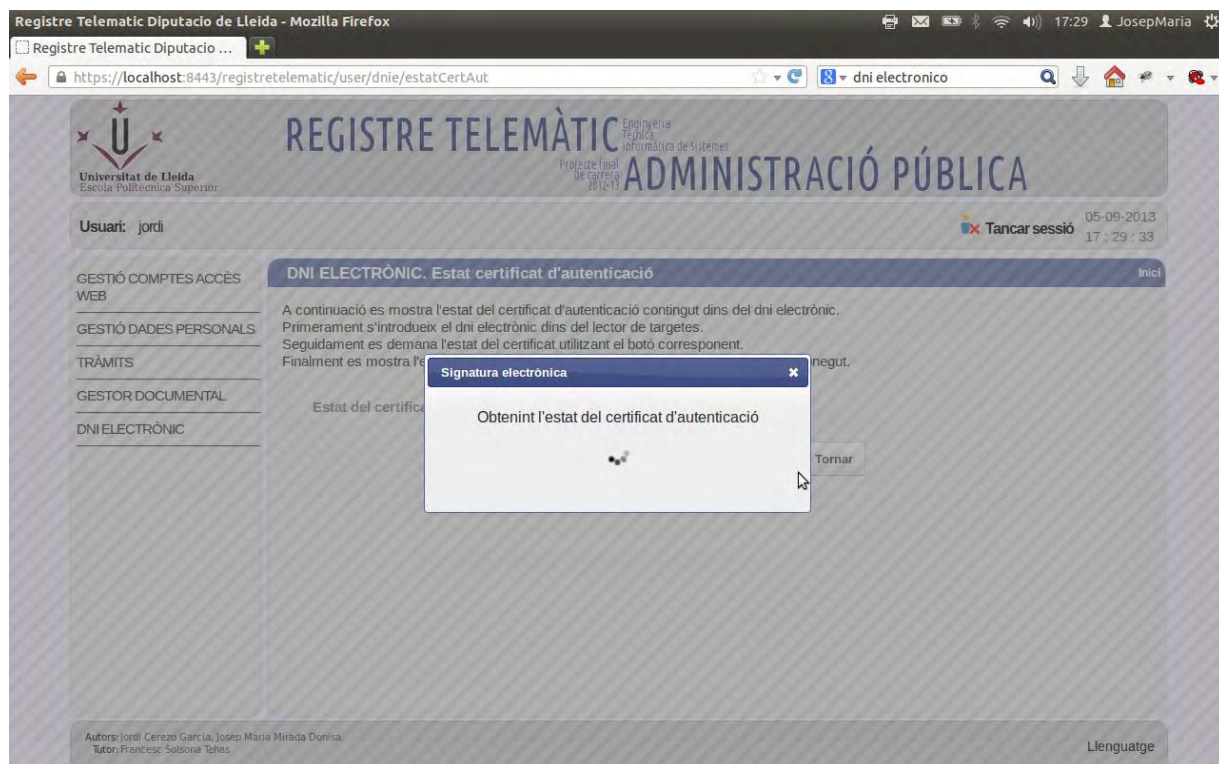 Registre Telematic Diputacio de Lleida - Mozilla Firefox
17:29 JosepMaria
Registre Telematic Diputacio ...
https://localhost:8443/registretelematic/user/dnie/estatCertAut
dni electronico
Universitat de Lleida
Escola Politècnica Superior
REGISTRE TELEMÀTIC
Enginyeria
Tècnica
Informàtica de Sistemes
Projecte final
de carrera
2012-13
ADMINISTRACIÓ PÚBLICA
Usuari: jordi
Tancar sessió
05-09-2013
17 : 29 : 33
GESTIÓ COMPTES ACCÈS
WEB
GESTIÓ DADES PERSONALS
TRÀMITS
GESTOR DOCUMENTAL
DNI ELECTRÒNIC
DNI ELECTRÒNIC. Estat certificat d'autenticació
Inici
A continuació es mostra l'estat del certificat d'autenticació contingut dins del dni electrònic.
Primerament s'introdueix el dni electrònic dins del lector de targetes.
Seguidament es demana l'estat del certificat utilitzant el botó corresponent.
Finalment es mostra l'e negut.
Estat del certifica
Signatura electrònica
Obtenint l'estat del certificat d'autenticació
Tornar
Autors: Jordi Cerezo García, Josep Maria Mirada Donisa
Tutor: Francesc Solsona Tehas
Llenguatge